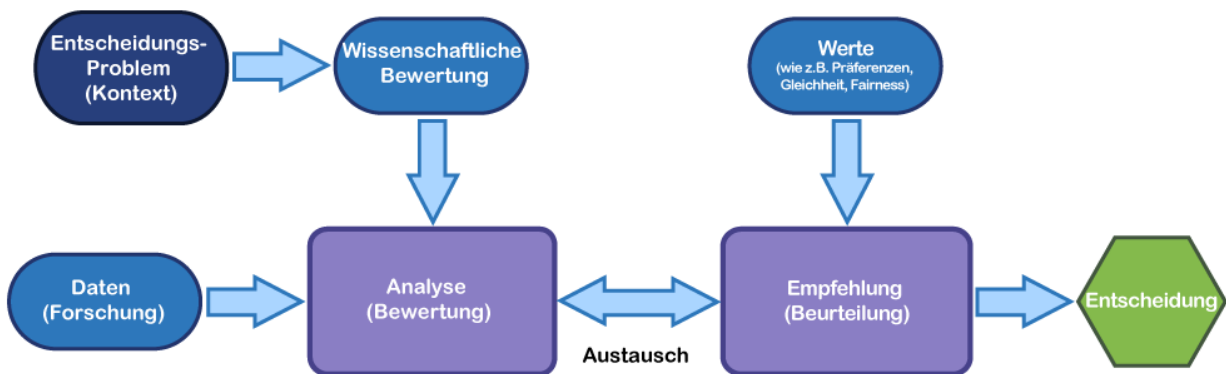 Entscheidungs-
Problem
(Kontext)
Wissenschaftliche
Bewertung
Werte
(wie z.B. Präferenzen,
Gleichheit, Fairness)
Daten
(Forschung)
Analyse
(Bewertung)
Austausch
Empfehlung
(Beurteilung)
Entscheidung